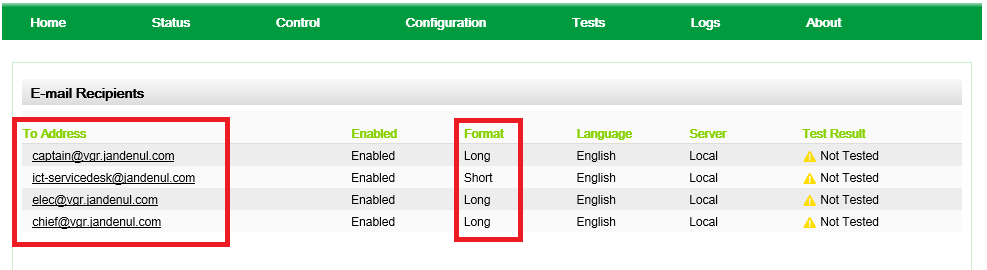 Home Status Control Configuration Tests Logs About
E-mail Recipients
To Address Enabled Format Language Server Test Result
captain@vgr.jandenul.com Enabled Long English Local Not Tested
ict-servicedesk@jandenul.com Enabled Short English Local Not Tested
elec@vgr.jandenul.com Enabled Long English Local Not Tested
chief@vgr.jandenul.com Enabled Long English Local Not Tested